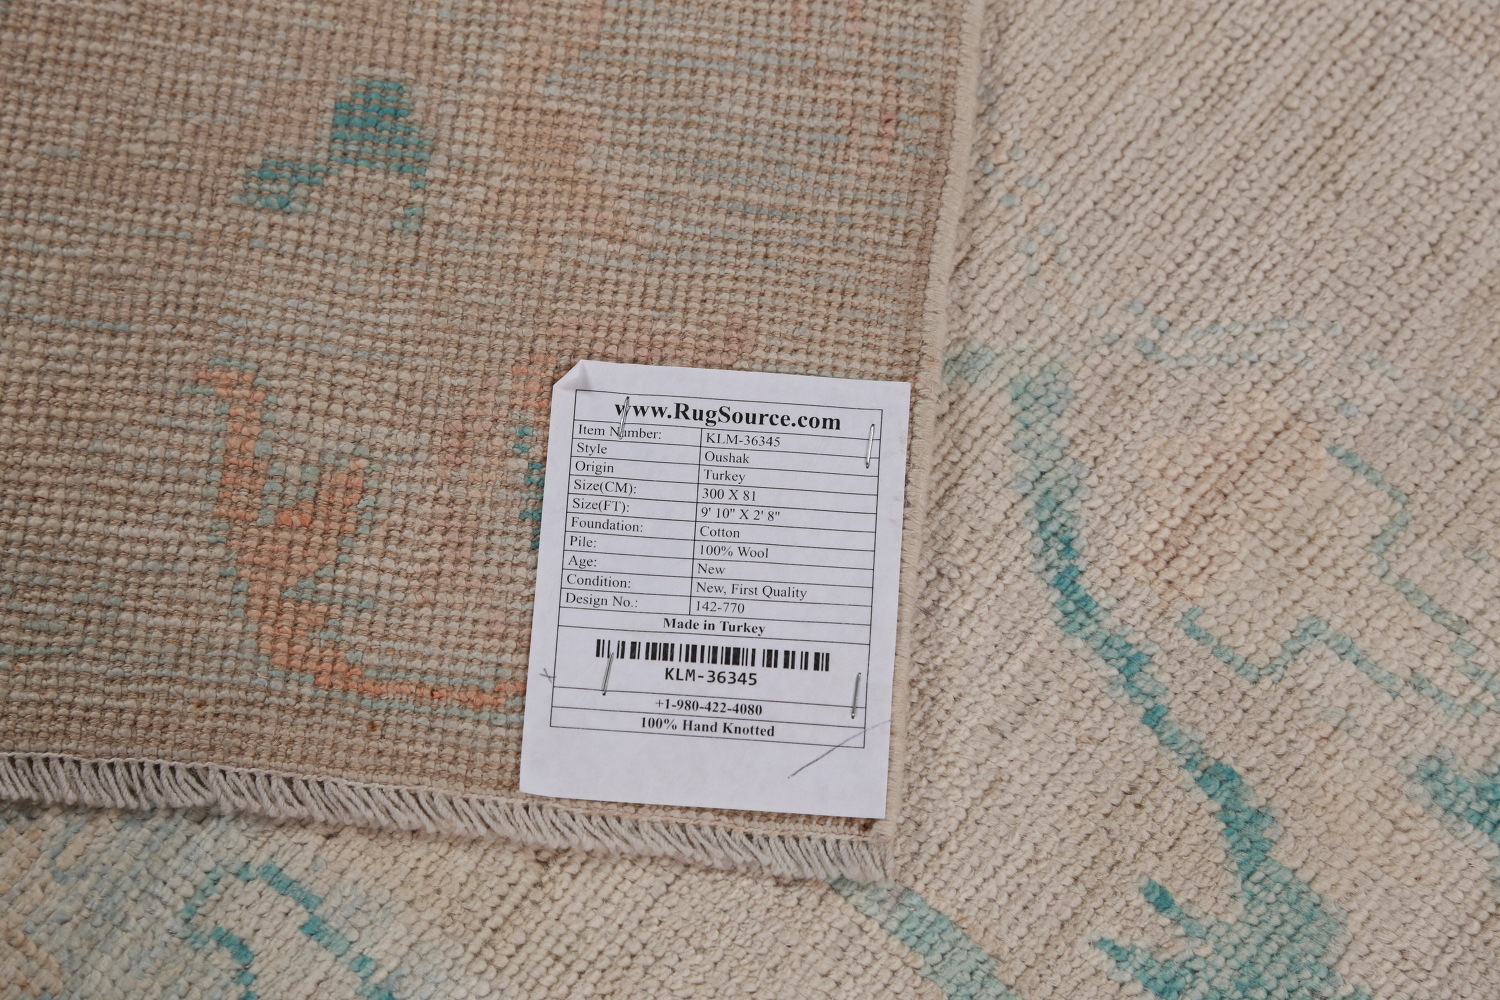 www.RugSource.com
Item Number: KLM-36345
Style Oushak
Origin Turkey
Size(CM): 300 X 81
Size(FT): 9' 10" X 2' 8"
Foundation: Cotton
Pile: 100% Wool
Age: New
Condition: New, First Quality
Design No.: 142-770
Made in Turkey
KLM-36345
+1-980-422-4080
100% Hand Knotted